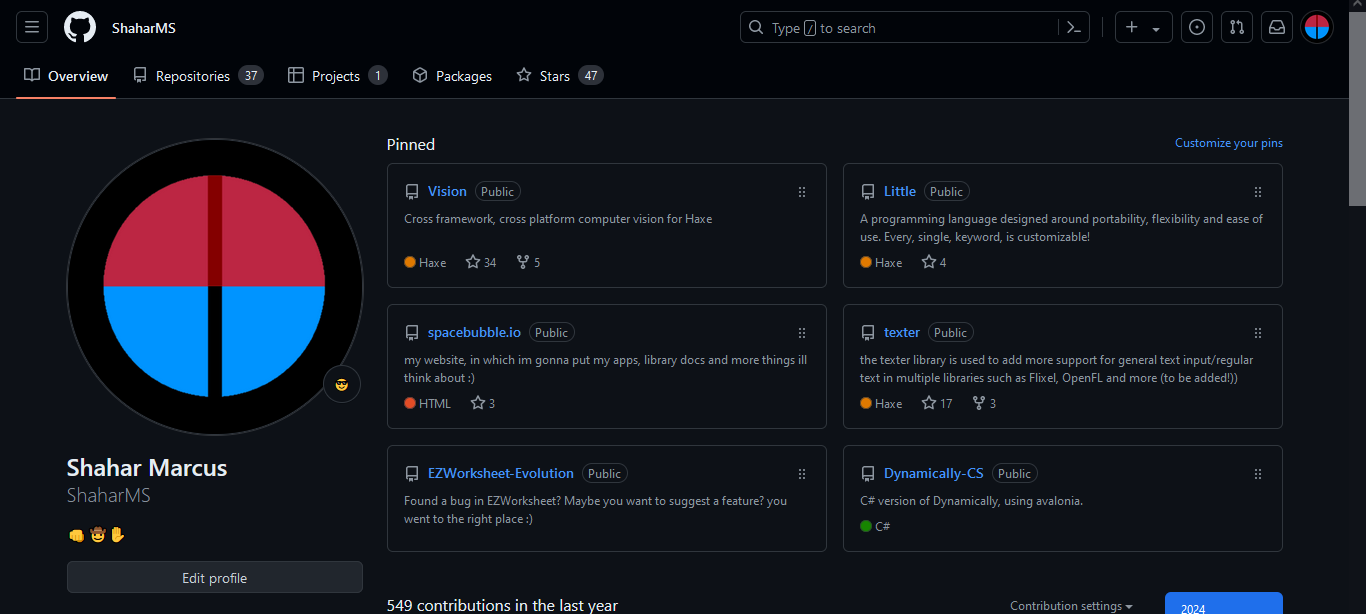 ShaharMS
Type / to search
Overview
Repositories 37
Projects 1
Packages
Stars 47
Pinned
Customize your pins
Vision Public
Cross framework, cross platform computer vision for Haxe
Haxe 34 5
Little Public
A programming language designed around portability, flexibility and ease of
use. Every, single, keyword, is customizable!
Haxe 4
spacebubble.io Public
my website, in which im gonna put my apps, library docs and more things ill
think about :)
HTML 3
texter Public
the texter library is used to add more support for general text input/regular
text in multiple libraries such as Flixel, OpenFL and more (to be added!))
Haxe 17 3
EZWorksheet-Evolution Public
Found a bug in EZWorksheet? Maybe you want to suggest a feature? you
went to the right place :)
Dynamically-CS Public
C# version of Dynamically, using avalonia.
C#
Shahar Marcus
ShaharMS
👊🤠✋
Edit profile
549 contributions in the last year
Contribution settings
2024